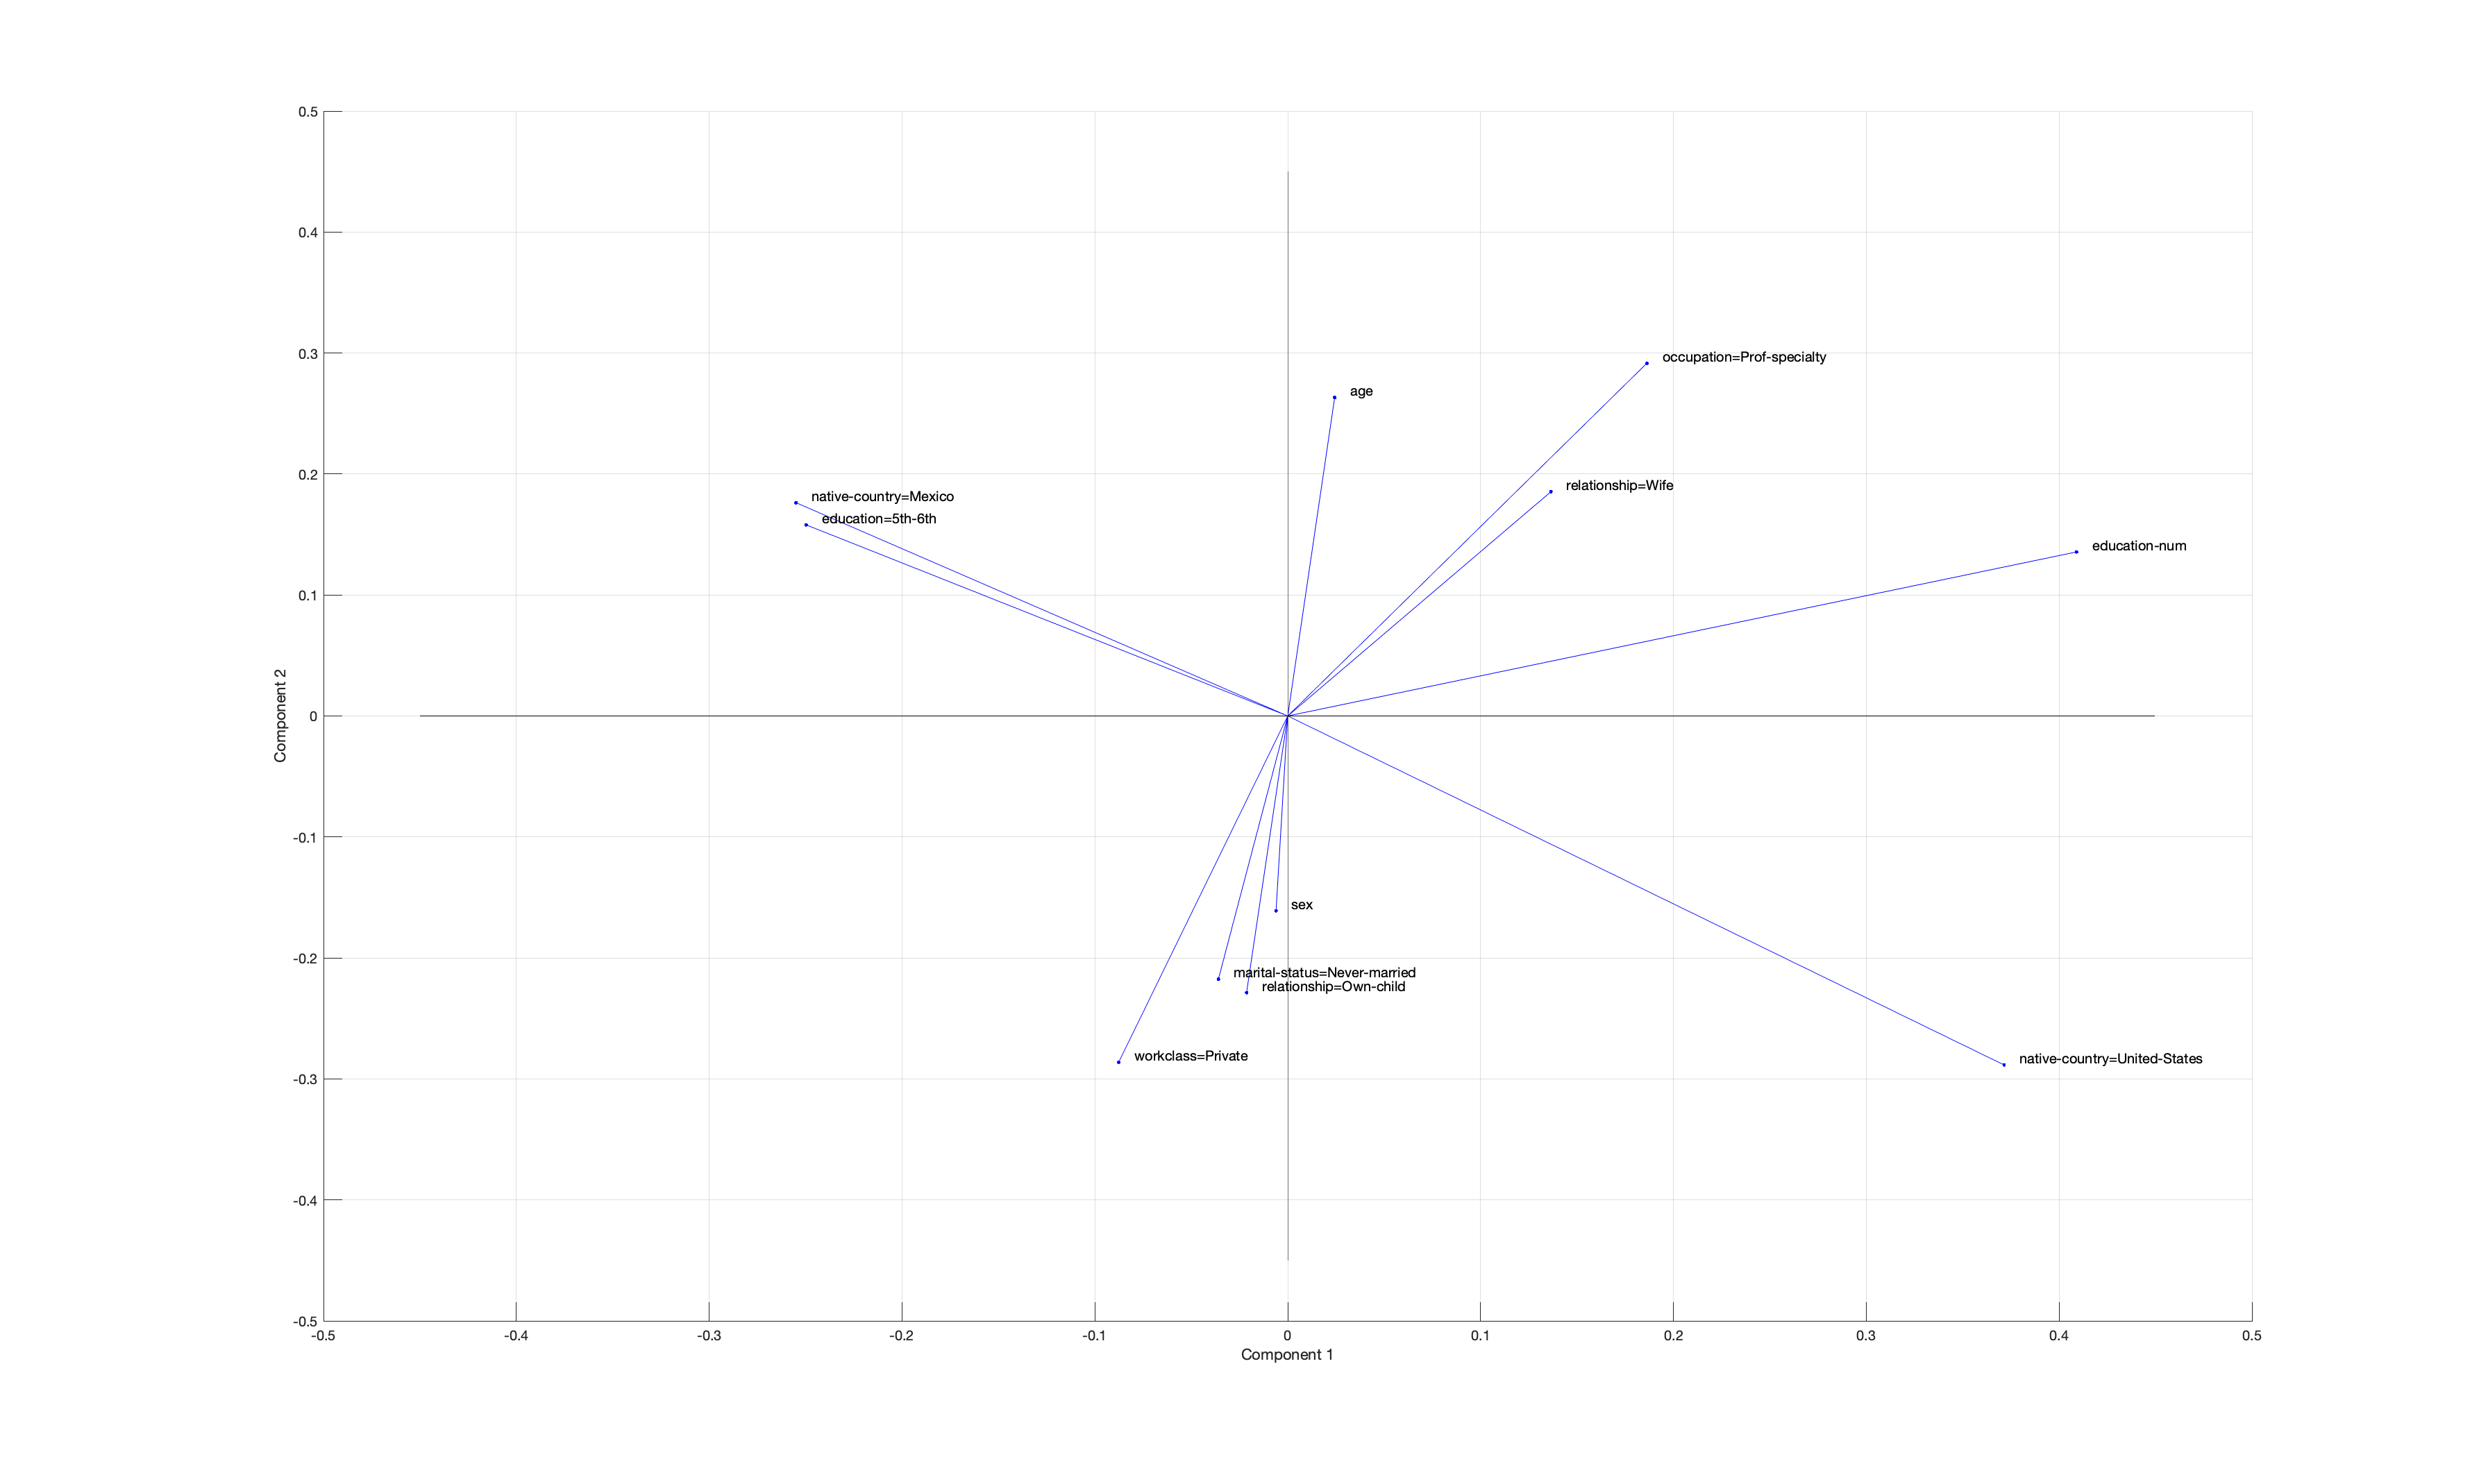 0.5
0.4
0.3
occupation=Prof-specialty
age
0.2
relationship=Wife
native-country=Mexico
education=5th-6th
education-num
0.1
Component 2
0
-0.1
sex
-0.2
marital-status=Never-married
relationship=Own-child
workclass=Private
native-country=United-States
-0.3
-0.4
-0.5
-0.5 -0.4 -0.3 -0.2 -0.1 0 0.1 0.2 0.3 0.4 0.5
Component 1